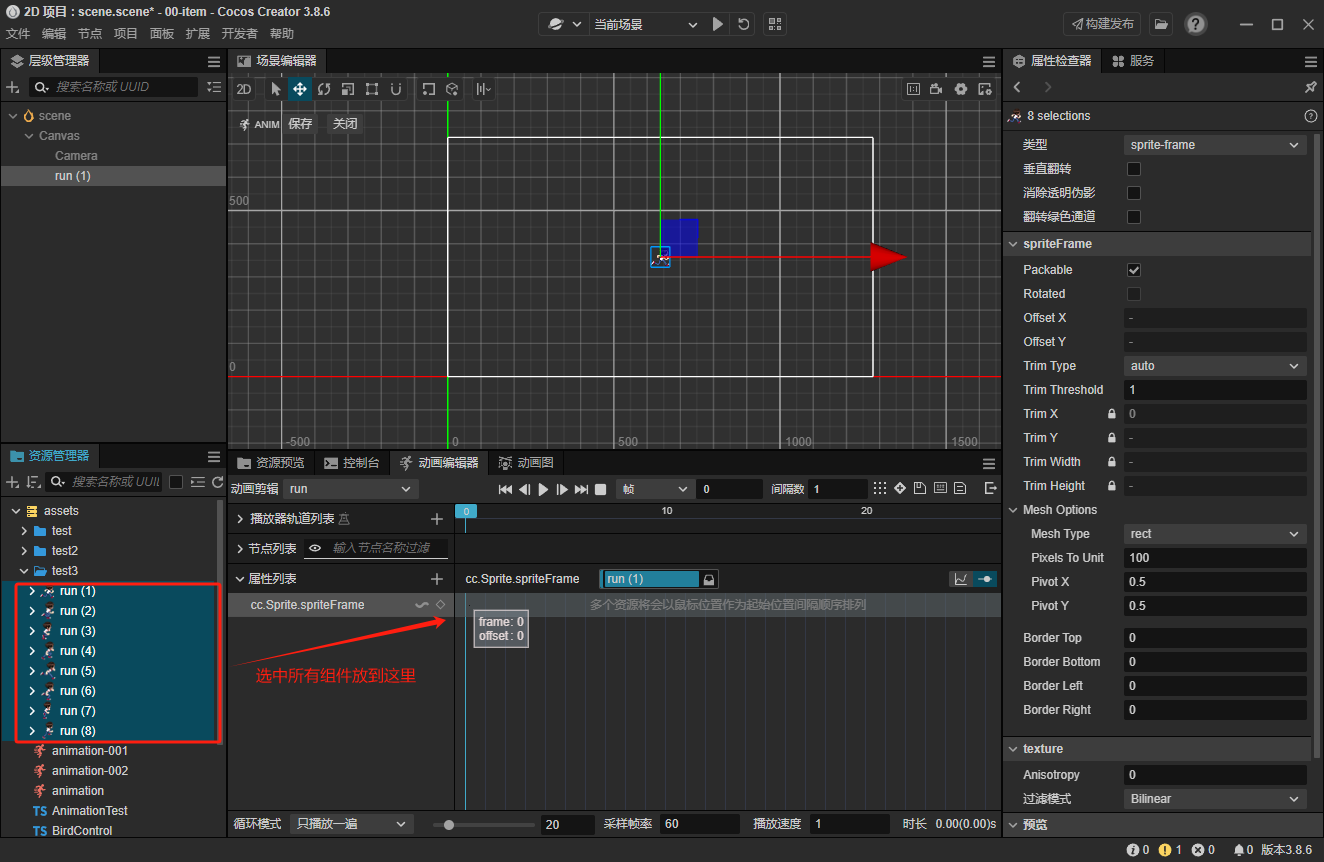 2D 项目 : scene.scene* - 00-item - Cocos Creator 3.8.6
文件 编辑 节点 项目 面板 扩展 开发者 帮助
当前场景
构建发布
层级管理器
搜索名称或 UUID
scene
Canvas
Camera
run (1)
场景编辑器
2D
ANIM 保存 关闭
500
0
-500 0 500 1000 1500
属性检查器 服务
8 selections
类型 sprite-frame
垂直翻转
消除透明伪影
翻转绿色通道
spriteFrame
Packable
Rotated
Offset X -
Offset Y -
Trim Type auto
Trim Threshold 1
Trim X 0
Trim Y -
Trim Width -
Trim Height -
Mesh Options
Mesh Type rect
Pixels To Unit 100
Pivot X 0.5
Pivot Y 0.5
Border Top 0
Border Bottom 0
Border Left 0
Border Right 0
texture
Anisotropy 0
过滤模式 Bilinear
预览
资源管理器
搜索名称或 UUI
assets
test
test2
test3
run (1)
run (2)
run (3)
run (4)
run (5)
run (6)
run (7)
run (8)
animation-001
animation-002
animation
TS AnimationTest
TS BirdControl
资源预览 控制台 动画编辑器 动画图
动画剪辑 run
帧 0 间隔数 1
播放器轨道列表
0 10 20
节点列表 输入节点名称过滤
属性列表
cc.Sprite.spriteFrame run (1)
cc.Sprite.spriteFrame
多个资源将会以鼠标位置作为起始位置间隔顺序排列
frame: 0
offset: 0
选中所有组件放到这里
循环模式 只播放一遍 20 采样帧率 60 播放速度 1 时长 0.00(0.00)s
0 1 0 0 版本3.8.6